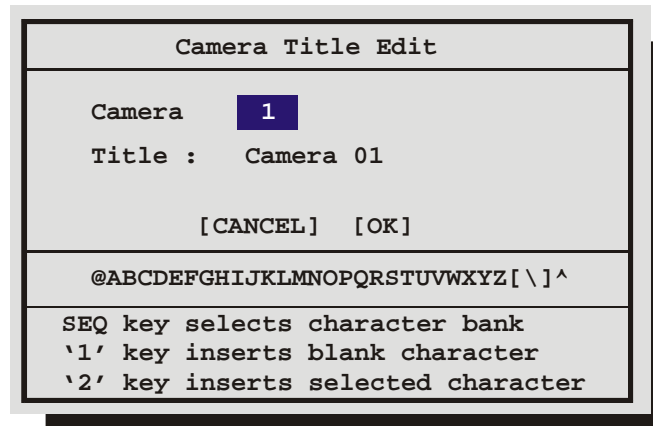 Camera Title Edit
Camera 1
Title : Camera 01
[CANCEL] [OK]
@ABCDEFGHIJKLMNOPQRSTUVWXYZ[\]^
SEQ key selects character bank
‘1’ key inserts blank character
‘2’ key inserts selected character